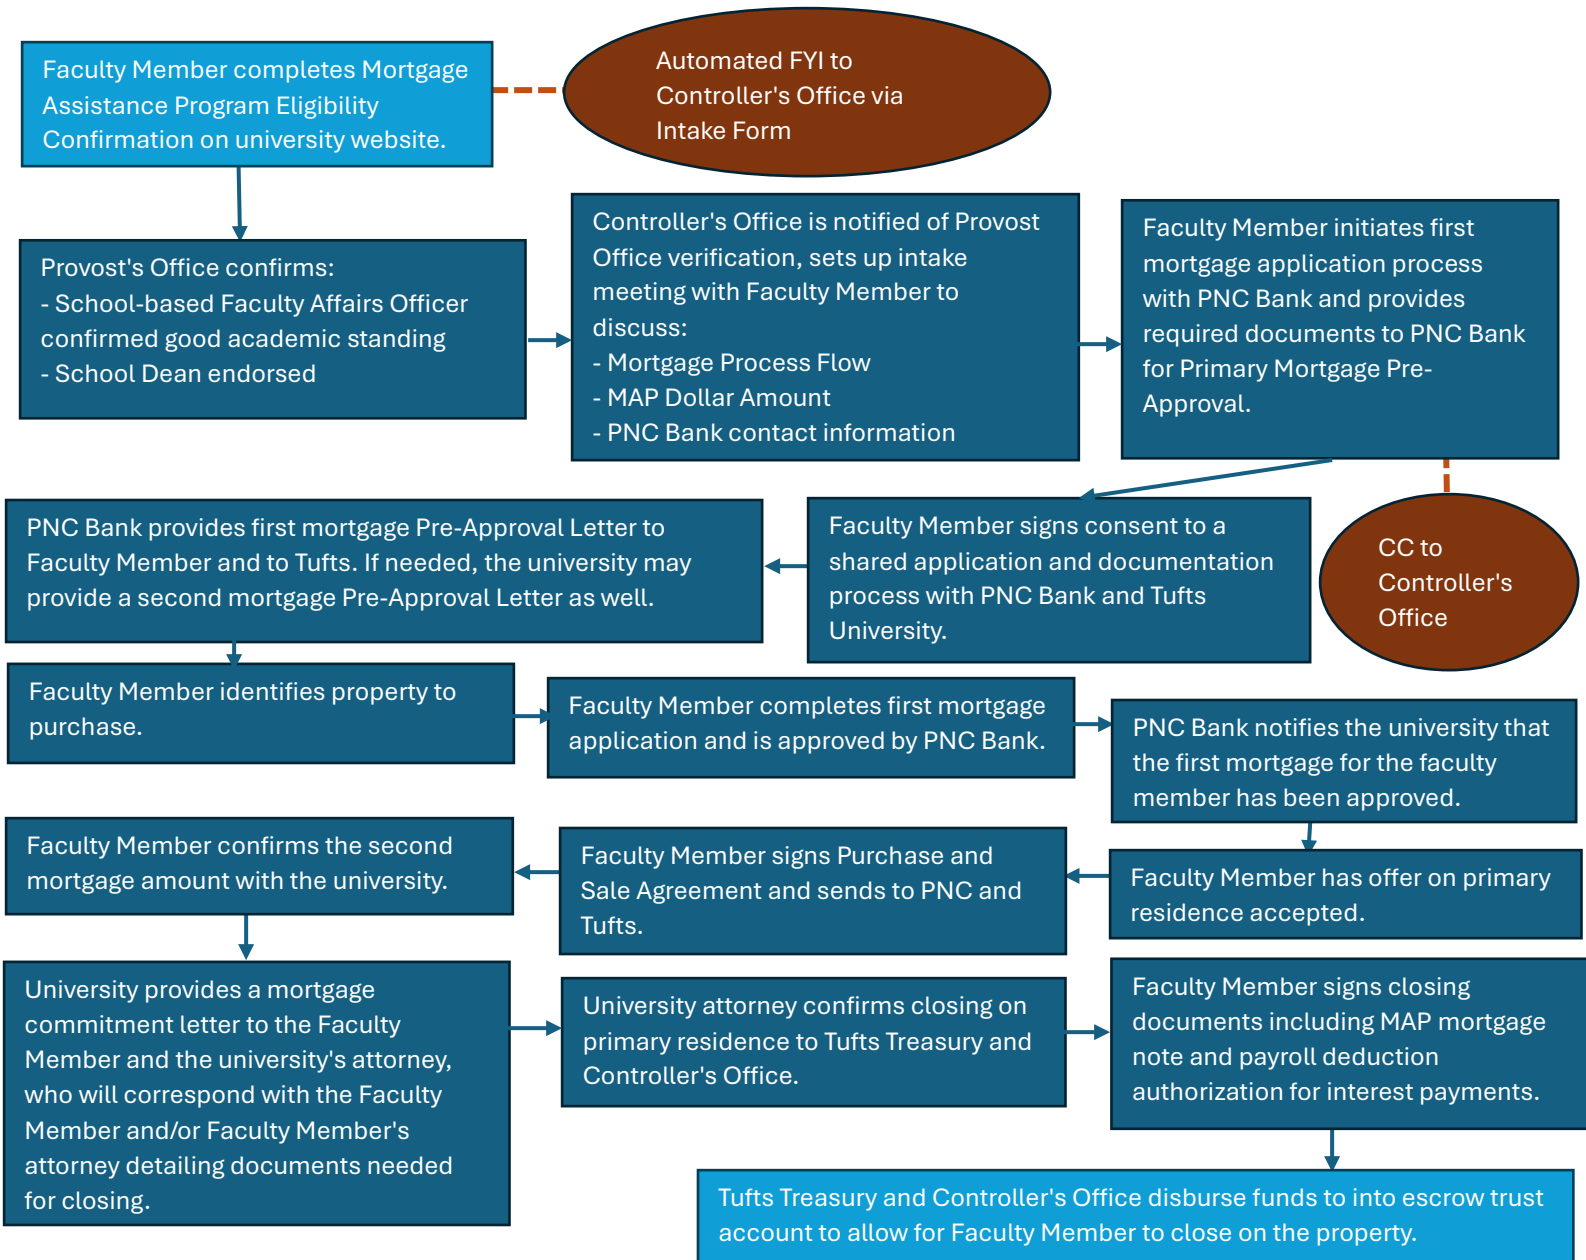 Faculty Member completes Mortgage
Assistance Program Eligibility
Confirmation on university website.
Automated FYI to
Controller's Office via
Intake Form
Provost's Office confirms:
- School-based Faculty Affairs Officer
confirmed good academic standing
- School Dean endorsed
Controller's Office is notified of Provost
Office verification, sets up intake
meeting with Faculty Member to
discuss:
- Mortgage Process Flow
- MAP Dollar Amount
- PNC Bank contact information
Faculty Member initiates first
mortgage application process
with PNC Bank and provides
required documents to PNC Bank
for Primary Mortgage Pre-
Approval.
CC to
Controller's
Office
Faculty Member signs consent to a
shared application and documentation
process with PNC Bank and Tufts
University.
PNC Bank provides first mortgage Pre-Approval Letter to
Faculty Member and to Tufts. If needed, the university may
provide a second mortgage Pre-Approval Letter as well.
Faculty Member identifies property to
purchase.
Faculty Member completes first mortgage
application and is approved by PNC Bank.
PNC Bank notifies the university that
the first mortgage for the faculty
member has been approved.
Faculty Member has offer on primary
residence accepted.
Faculty Member signs Purchase and
Sale Agreement and sends to PNC and
Tufts.
Faculty Member confirms the second
mortgage amount with the university.
University provides a mortgage
commitment letter to the Faculty
Member and the university's attorney,
who will correspond with the Faculty
Member and/or Faculty Member's
attorney detailing documents needed
for closing.
University attorney confirms closing on
primary residence to Tufts Treasury and
Controller's Office.
Faculty Member signs closing
documents including MAP mortgage
note and payroll deduction
authorization for interest payments.
Tufts Treasury and Controller's Office disburse funds to into escrow trust
account to allow for Faculty Member to close on the property.